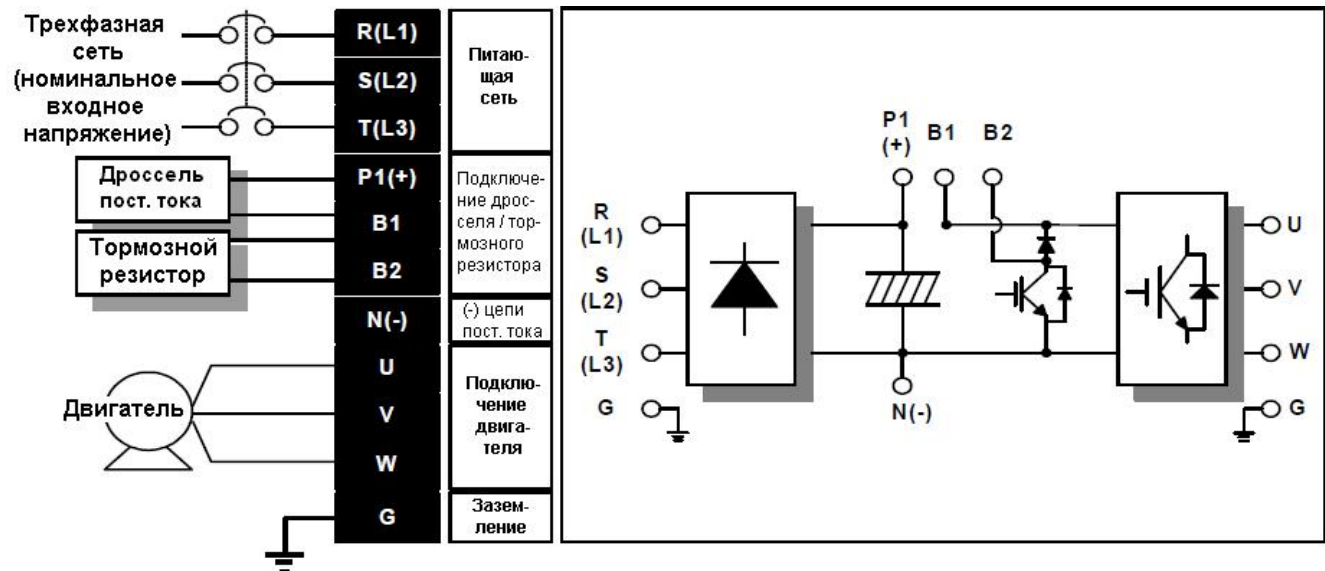 Трехфазная
сеть
(номинальное
входное
напряжение)
R(L1)
S(L2)
T(L3)
Питаю-
щая
сеть
Дроссель
пост. тока
Тормозной
резистор
P1(+)
B1
B2
Подключе-
ние дрос-
селя / тор-
мозного
резистора
N(-)
(-) цепи
пост. тока
Двигатель
U
V
W
Подклю-
чение
двига-
теля
G
Зазем-
ление
P1
(+)
B1
B2
R
(L1)
S
(L2)
T
(L3)
G
N(-)
U
V
W
G